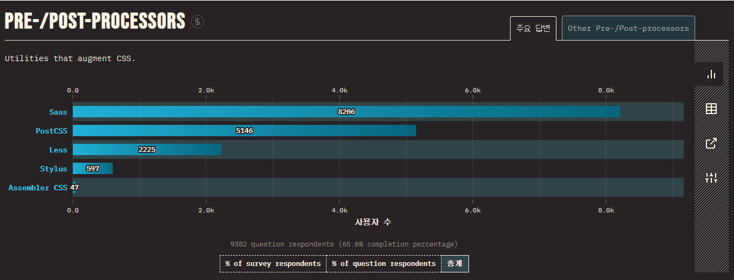 PRE-/POST-PROCESSORS $
주요 답변
Other Pre-/Post-processors
Utilities that augment CSS.
0.0 2.0k 4.0k 6.0k 8.0k
Sass 8206
PostCSS 5146
Less 2225
Stylus 597
Assembler CSS 47
0.0 2.0k 4.0k 6.0k 8.0k
사용자 수
9382 question respondents (65.6% completion percentage)
% of survey respondents % of question respondents 총계